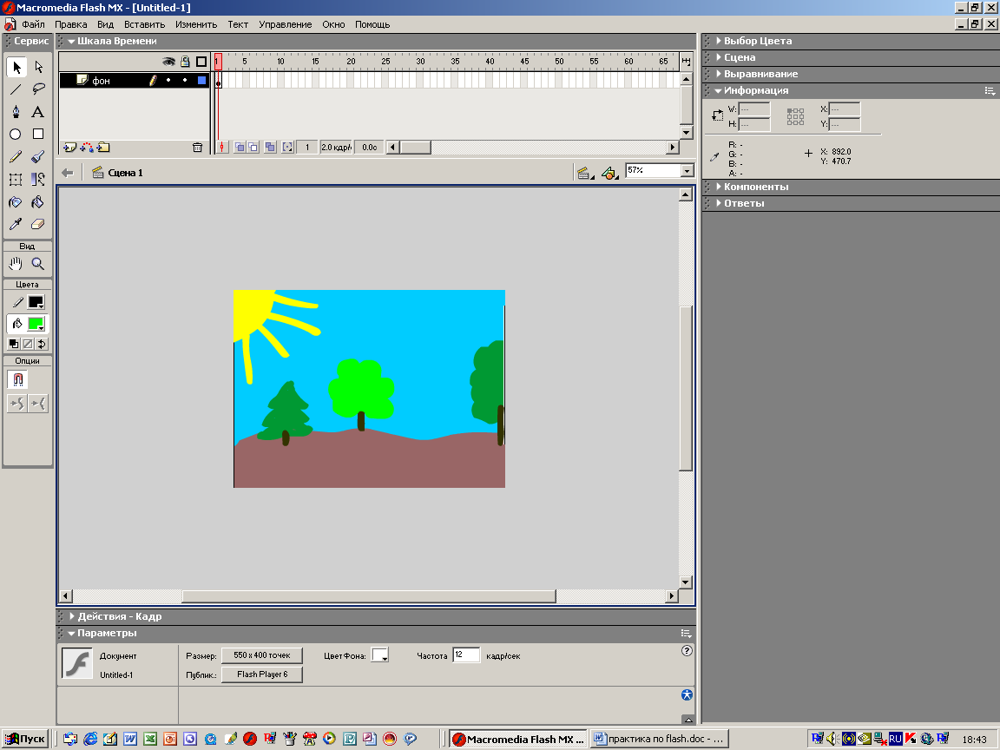 Macromedia Flash MX - [Untitled-1]
Файл Правка Вид Вставить Изменить Тект Управление Окно Помощь
Сервис
Шкала Времени
1 5 10 15 20 25 30 35 40 45 50 55 60 65
фон
1 2.0 кадр/ 0.0с
Сцена 1
57%
Вид
Цвета
Опции
Выбор Цвета
Сцена
Выравнивание
Информация
W: --- X: ---
H: --- Y: ---
R: -
G: - X: 892.0
B: - Y: 470.7
A: -
Компоненты
Ответы
Действия - Кадр
Параметры
Документ Размер: 550 x 400 точек Цвет Фона: Частота 12 кадр/сек
Untitled-1 Публик.: Flash Player 6
Пуск Macromedia Flash MX ... практика по flash.doc - ... RU 18:43